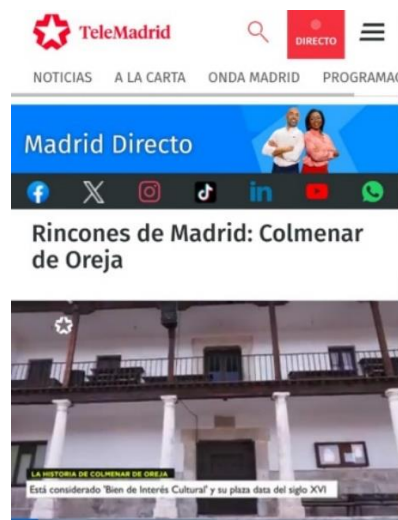 TeleMadrid
DIRECTO
NOTICIAS A LA CARTA ONDA MADRID PROGRAMAC
Madrid Directo
Rincones de Madrid: Colmenar
de Oreja
LA HISTORIA DE COLMENAR DE OREJA
Está considerado 'Bien de Interés Cultural' y su plaza data del siglo XVI